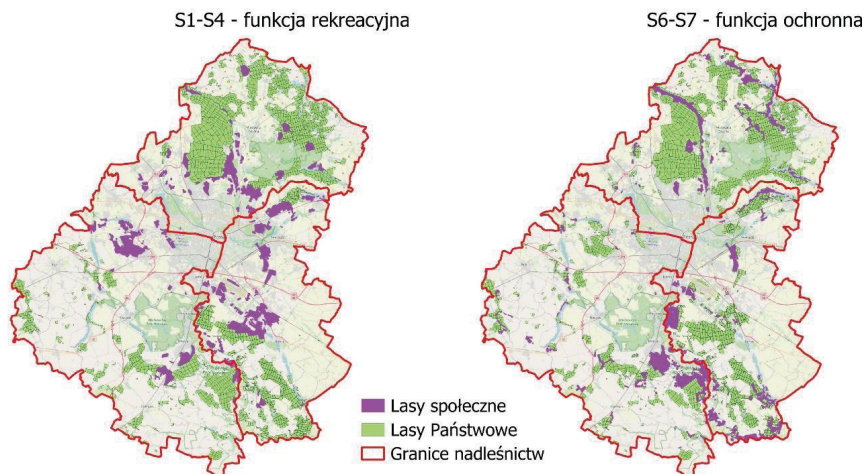 S1-S4 - funkcja rekreacyjna
S6-S7 - funkcja ochronna
Lasy społeczne
Lasy Państwowe
Granice nadleśnictw